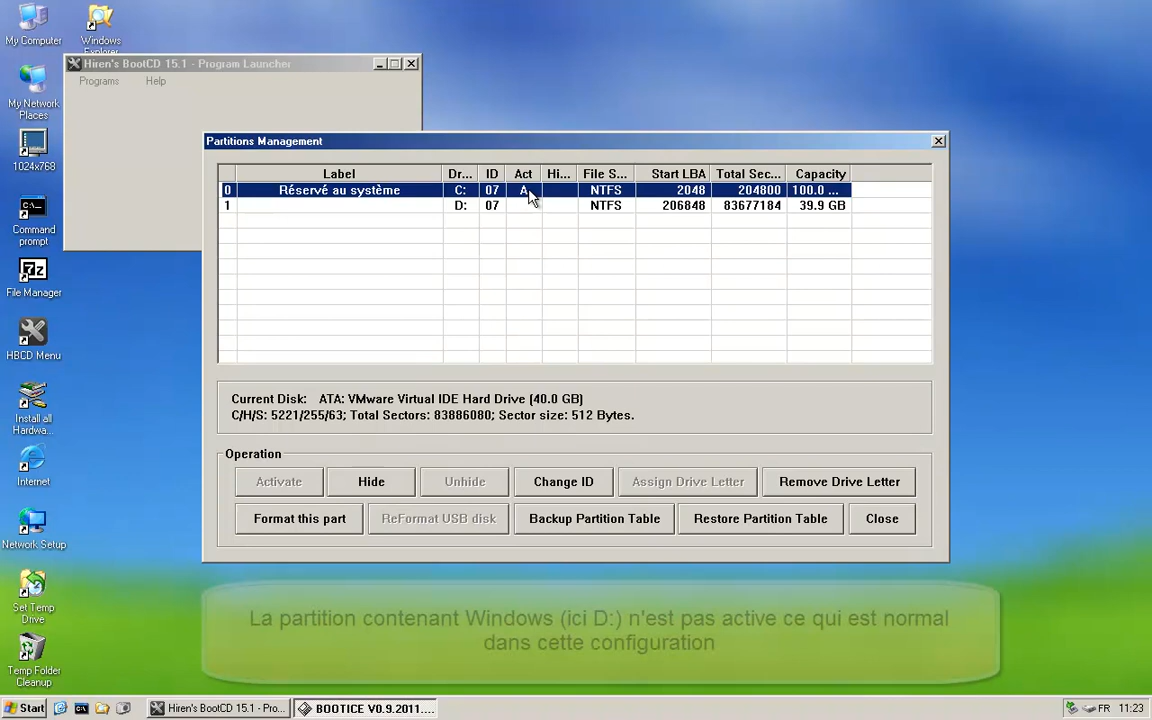 My Computer
Windows
Explorer
My Network
Places
1024x768
Command
prompt
File Manager
HBCD Menu
Install all
Hardwa...
Internet
Network Setup
Set Temp
Drive
Temp Folder
Cleanup
Hiren's BootCD 15.1 - Program Launcher
Programs Help
Partitions Management
Label Dr... ID Act Hi... File S... Start LBA Total Sec... Capacity
0 Réservé au système C: 07 A NTFS 2048 204800 100.0 ...
1 D: 07 NTFS 206848 83677184 39.9 GB
Current Disk: ATA: VMware Virtual IDE Hard Drive (40.0 GB)
C/H/S: 5221/255/63; Total Sectors: 83886080; Sector size: 512 Bytes.
Operation
Activate Hide Unhide Change ID Assign Drive Letter Remove Drive Letter
Format this part ReFormat USB disk Backup Partition Table Restore Partition Table Close
La partition contenant Windows (ici D:) n'est pas active ce qui est normal
dans cette configuration
Start Hiren's BootCD 15.1 - Pro... BOOTICE V0.9.2011.... FR 11:23